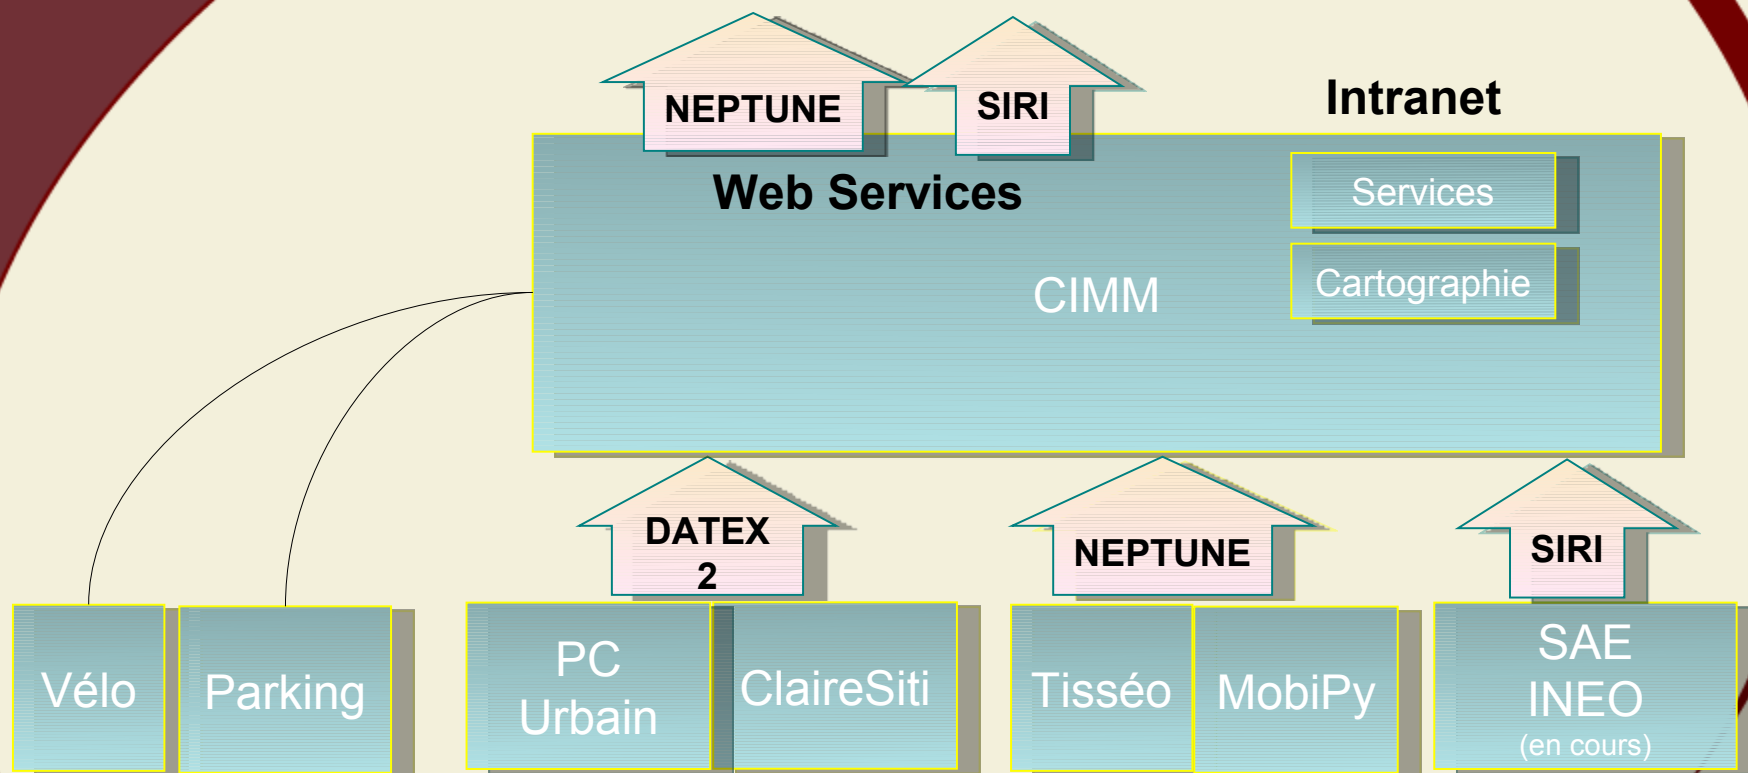 NEPTUNE
SIRI
Intranet
Web Services
Services
CIMM
Cartographie
DATEX
2
NEPTUNE
SIRI
Vélo
Parking
PC
Urbain
ClaireSiti
Tisséo
MobiPy
SAE
INEO
(en cours)